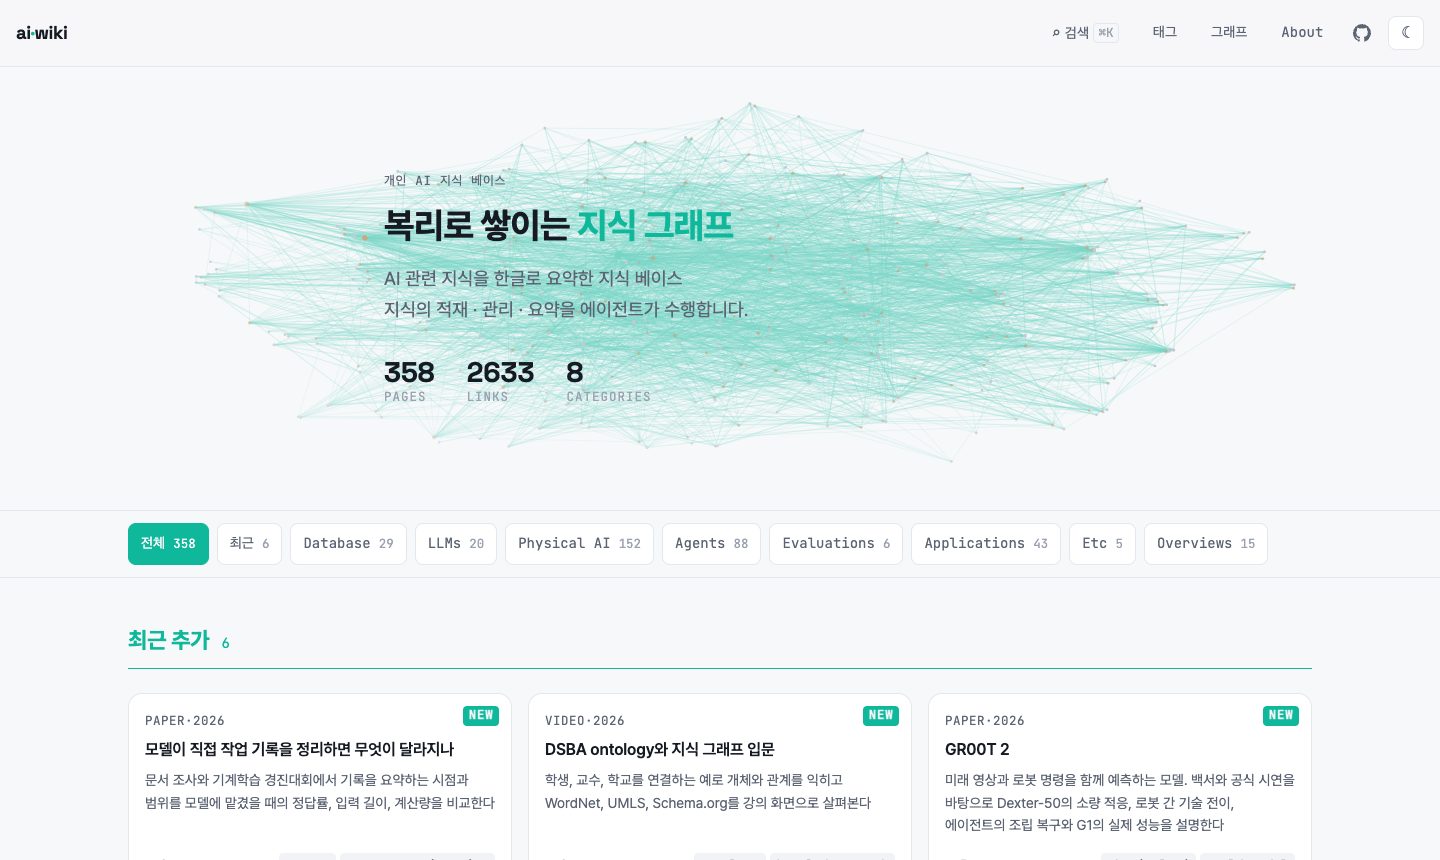 ai·wiki
⌕ 검색 ⌘K 태그 그래프 About ☾
개인 AI 지식 베이스
복리로 쌓이는 지식 그래프
AI 관련 지식을 한글로 요약한 지식 베이스
지식의 적재 · 관리 · 요약을 에이전트가 수행합니다.
358 2633 8
PAGES LINKS CATEGORIES
전체 358 최근 6 Database 29 LLMs 20 Physical AI 152 Agents 88 Evaluations 6 Applications 43 Etc 5 Overviews 15
최근 추가 6
PAPER·2026 NEW
모델이 직접 작업 기록을 정리하면 무엇이 달라지나
문서 조사와 기계학습 경진대회에서 기록을 요약하는 시점과
범위를 모델에 맡겼을 때의 정답률, 입력 길이, 계산량을 비교한다
VIDEO·2026 NEW
DSBA ontology와 지식 그래프 입문
학생, 교수, 학교를 연결하는 예로 개체와 관계를 익히고
WordNet, UMLS, Schema.org를 강의 화면으로 살펴본다
PAPER·2026 NEW
GR00T 2
미래 영상과 로봇 명령을 함께 예측하는 모델. 백서와 공식 시연을
바탕으로 Dexter-50의 소량 적응, 로봇 간 기술 전이,
에이전트의 조립 복구와 G1의 실제 성능을 설명한다